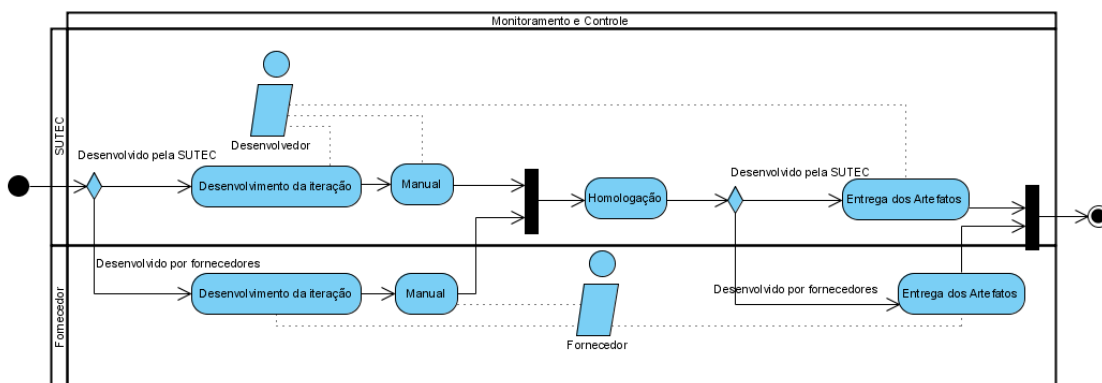 Monitoramento e Controle
SUTEC
Desenvolvedor
Desenvolvido pela SUTEC
Desenvolvimento da iteração
Manual
Homologação
Desenvolvido pela SUTEC
Entrega dos Artefatos
Fornecedor
Desenvolvido por fornecedores
Desenvolvimento da iteração
Manual
Fornecedor
Desenvolvido por fornecedores
Entrega dos Artefatos